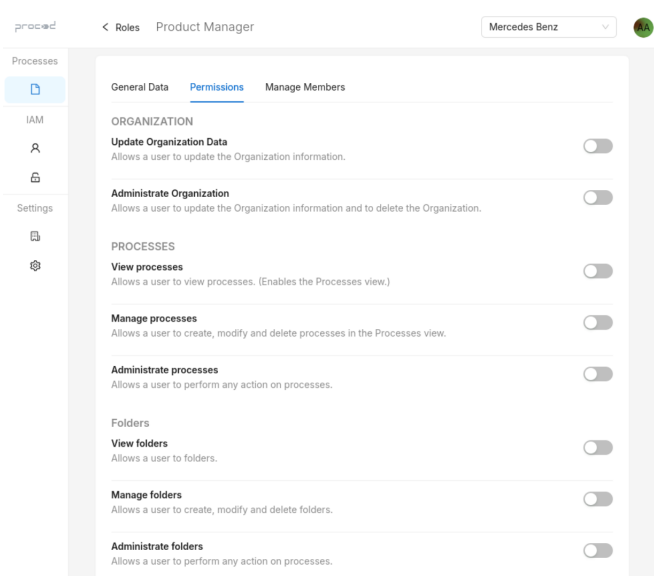 proceed
Roles
Product Manager
Mercedes Benz
AA
Processes
IAM
Settings
General Data
Permissions
Manage Members
ORGANIZATION
Update Organization Data
Allows a user to update the Organization information.
Administrate Organization
Allows a user to update the Organization information and to delete the Organization.
PROCESSES
View processes
Allows a user to view processes. (Enables the Processes view.)
Manage processes
Allows a user to create, modify and delete processes in the Processes view.
Administrate processes
Allows a user to perform any action on processes.
Folders
View folders
Allows a user to folders.
Manage folders
Allows a user to create, modify and delete folders.
Administrate folders
Allows a user to perform any action on processes.